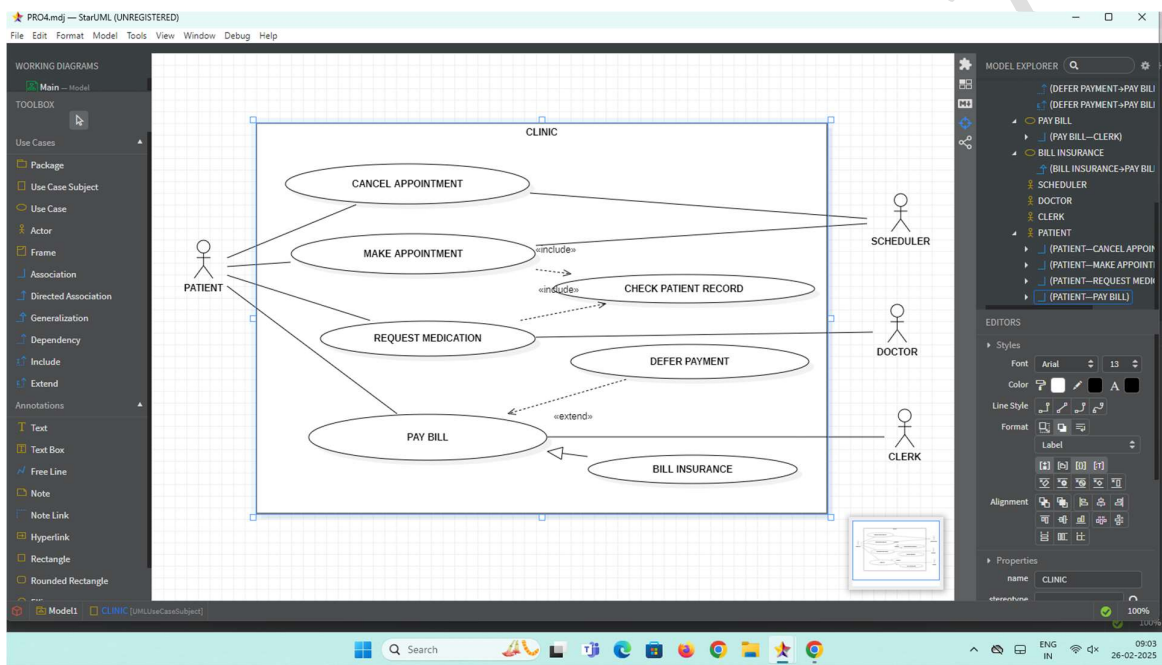 PRO4.mdj — StarUML (UNREGISTERED)
File Edit Format Model Tools View Window Debug Help
WORKING DIAGRAMS
Main — Model
TOOLBOX
Use Cases
Package
Use Case Subject
Use Case
Actor
Frame
Association
Directed Association
Generalization
Dependency
Include
Extend
Annotations
Text
Text Box
Free Line
Note
Note Link
Hyperlink
Rectangle
Rounded Rectangle
CLINIC
CANCEL APPOINTMENT
MAKE APPOINTMENT
«include»
CHECK PATIENT RECORD
«include»
REQUEST MEDICATION
DEFER PAYMENT
«extend»
PAY BILL
BILL INSURANCE
PATIENT
SCHEDULER
DOCTOR
CLERK
MODEL EXPLORER
(DEFER PAYMENT→PAY BILL
(DEFER PAYMENT→PAY BILL
PAY BILL
(PAY BILL—CLERK)
BILL INSURANCE
(BILL INSURANCE→PAY BIL
SCHEDULER
DOCTOR
CLERK
PATIENT
(PATIENT—CANCEL APPOIN
(PATIENT—MAKE APPOINTI
(PATIENT—REQUEST MEDI
(PATIENT—PAY BILL)
EDITORS
Styles
Font Arial 13
Color A
Line Style
Format
Label
Alignment
Properties
name CLINIC
stereotype
Model1 CLINIC [UMLUseCaseSubject]
100%
100%
Search
ENG
IN
09:03
26-02-2025